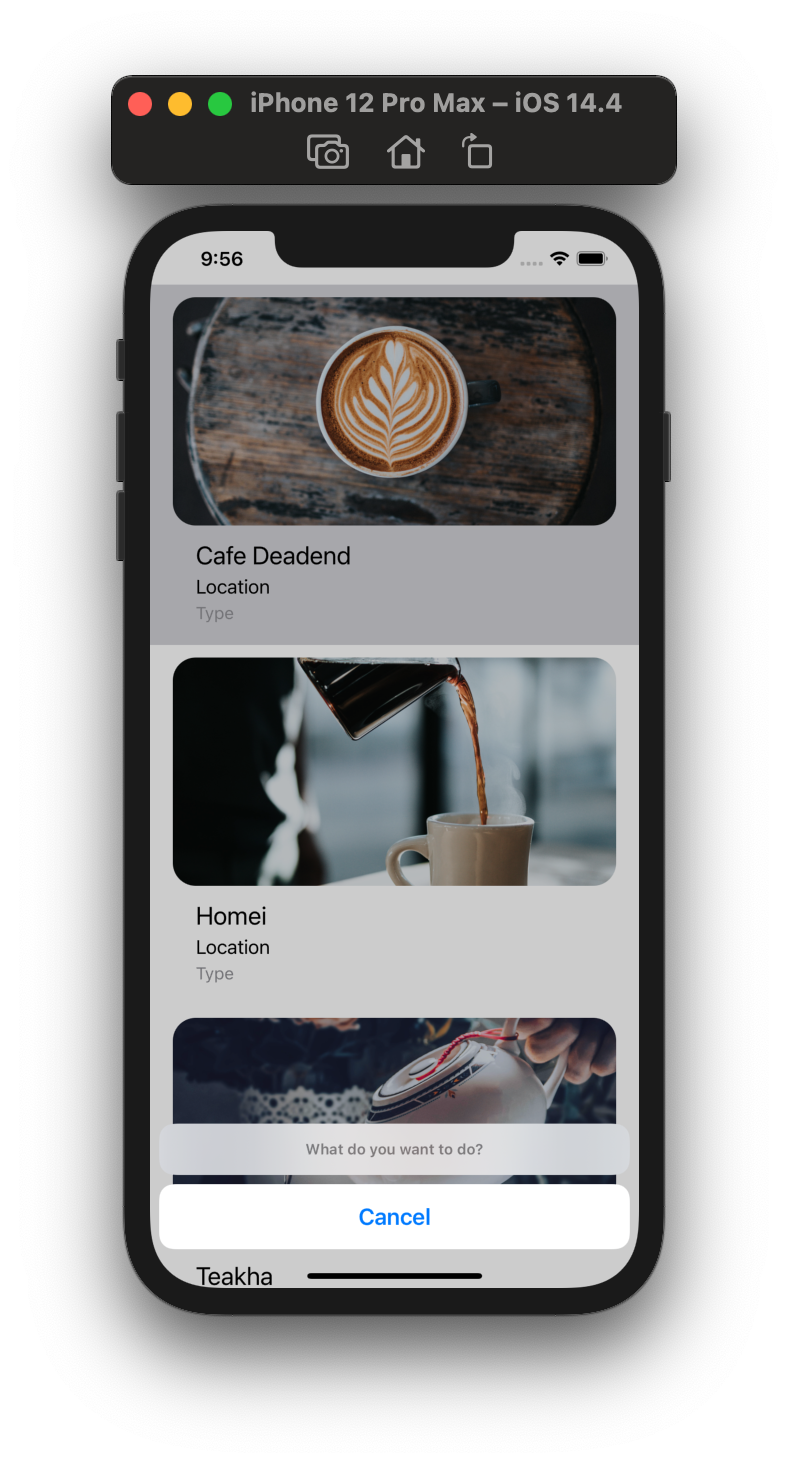 iPhone 12 Pro Max – iOS 14.4
9:56
Cafe Deadend
Location
Type
Homei
Location
Type
What do you want to do?
Cancel
Teakha